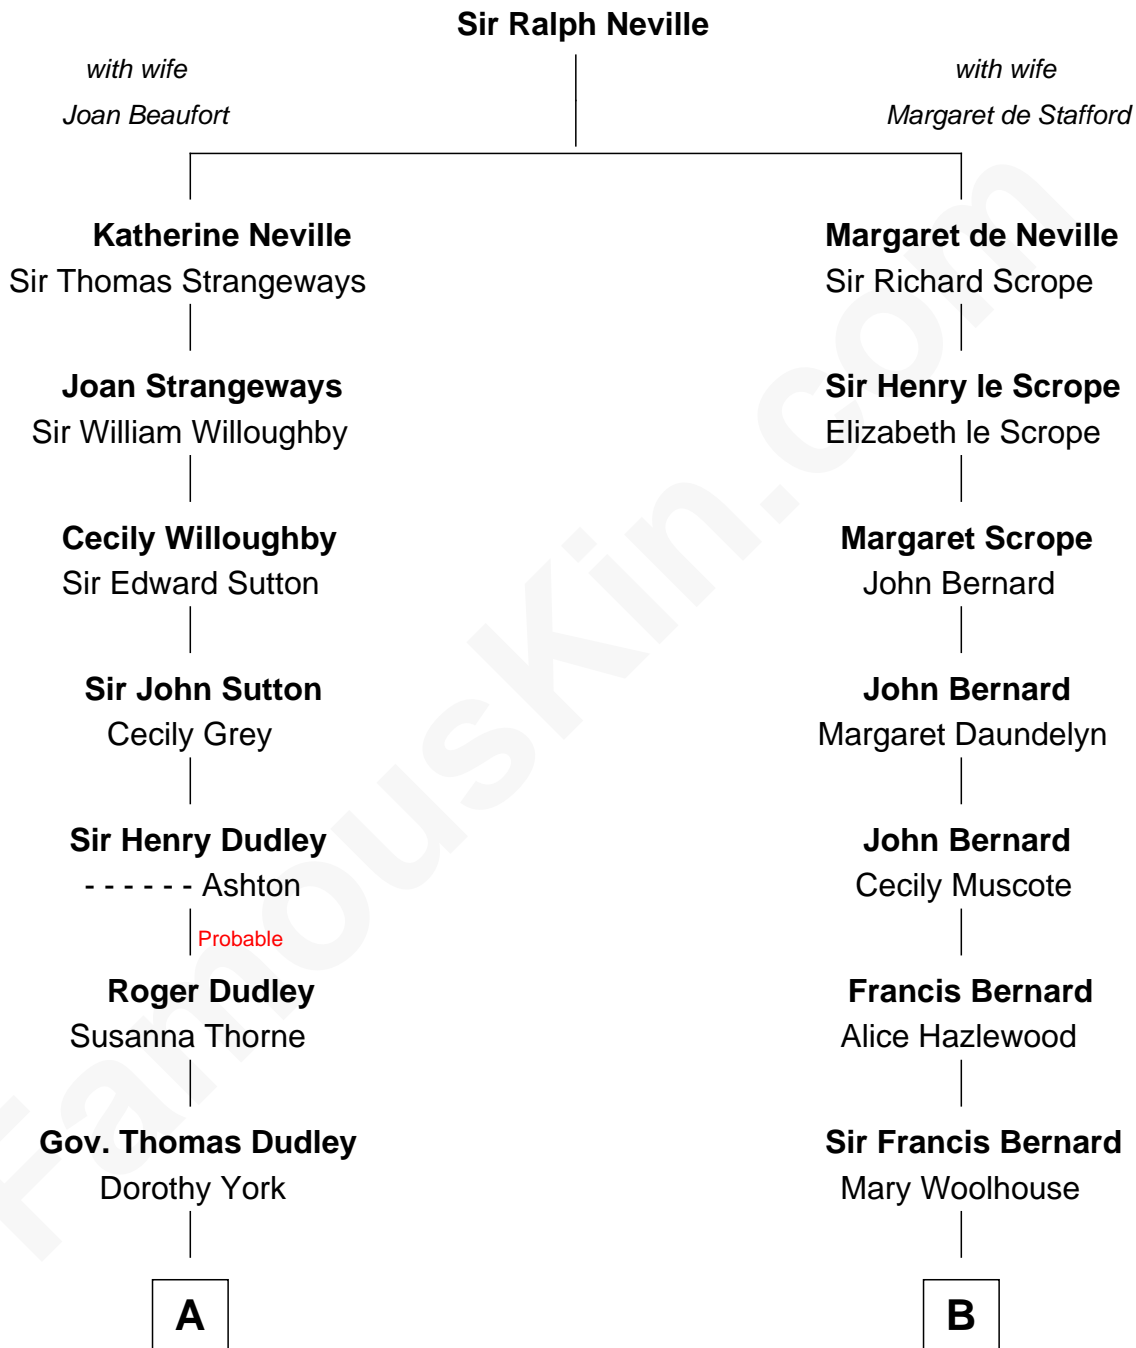 Sir Ralph Neville
with wife
Joan Beaufort
with wife
Margaret de Stafford
Katherine Neville
Sir Thomas Strangeways
Joan Strangeways
Sir William Willoughby
Cecily Willoughby
Sir Edward Sutton
Sir John Sutton
Cecily Grey
Sir Henry Dudley
- - - - - - Ashton
Probable
Roger Dudley
Susanna Thorne
Gov. Thomas Dudley
Dorothy York
A
Margaret de Neville
Sir Richard Scrope
Sir Henry le Scrope
Elizabeth le Scrope
Margaret Scrope
John Bernard
John Bernard
Margaret Daundelyn
John Bernard
Cecily Muscote
Francis Bernard
Alice Hazlewood
Sir Francis Bernard
Mary Woolhouse
B
FamousKin.com